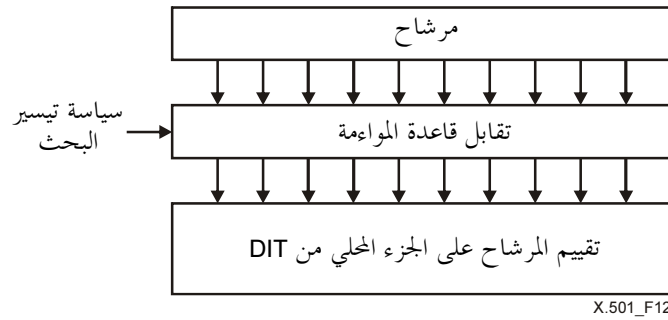 مرشاح
سياسة تيسير
البحث
تقابل قاعدة المواءمة
تقييم المرشاح على الجزء المحلي من DIT
X.501_F12